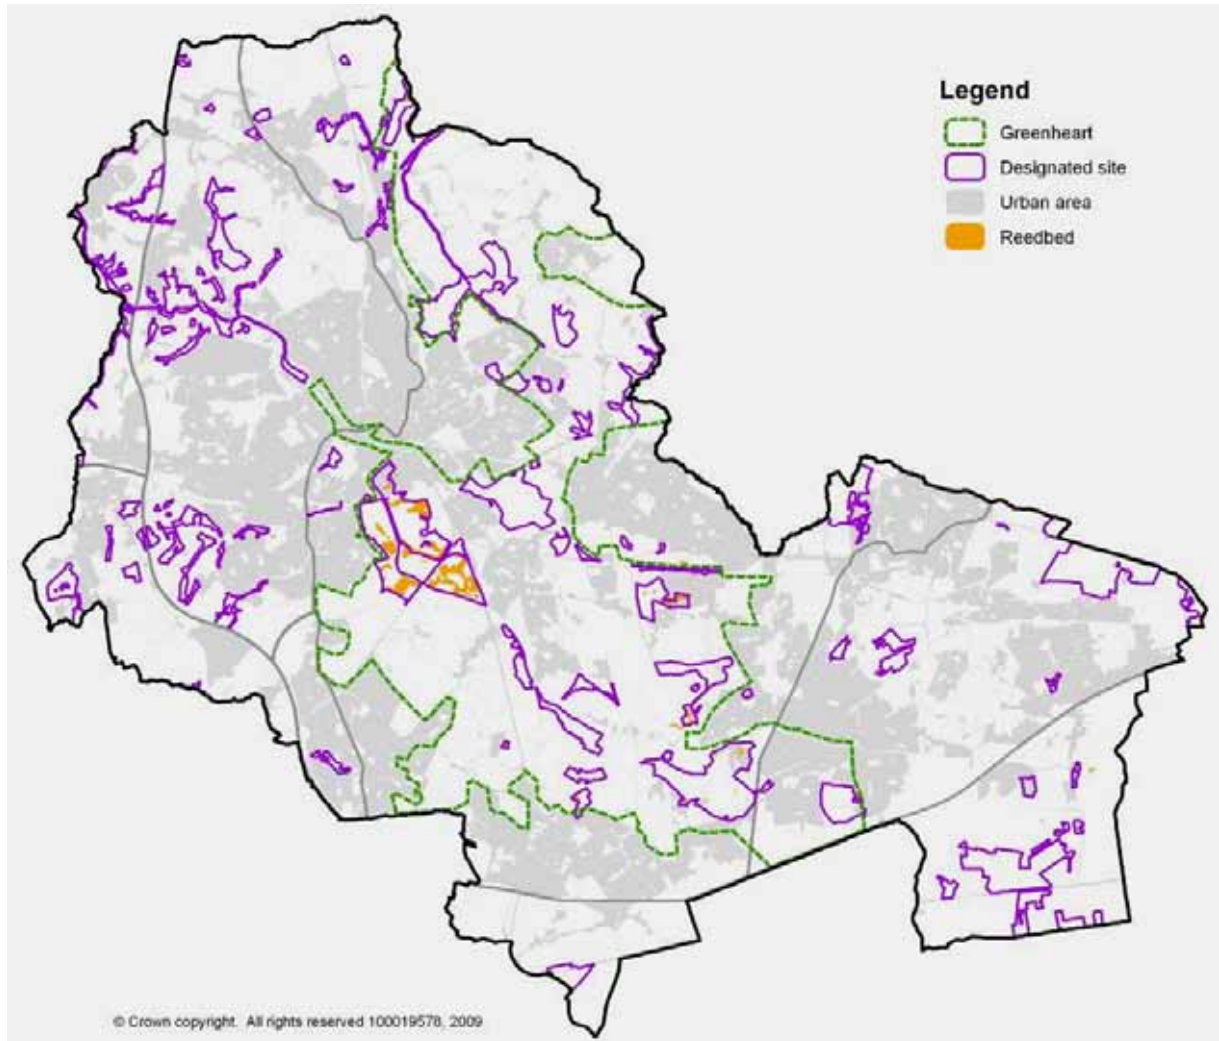 Legend
Greenheart
Designated site
Urban area
Reedbed
© Crown copyright. All rights reserved 100019578, 2009